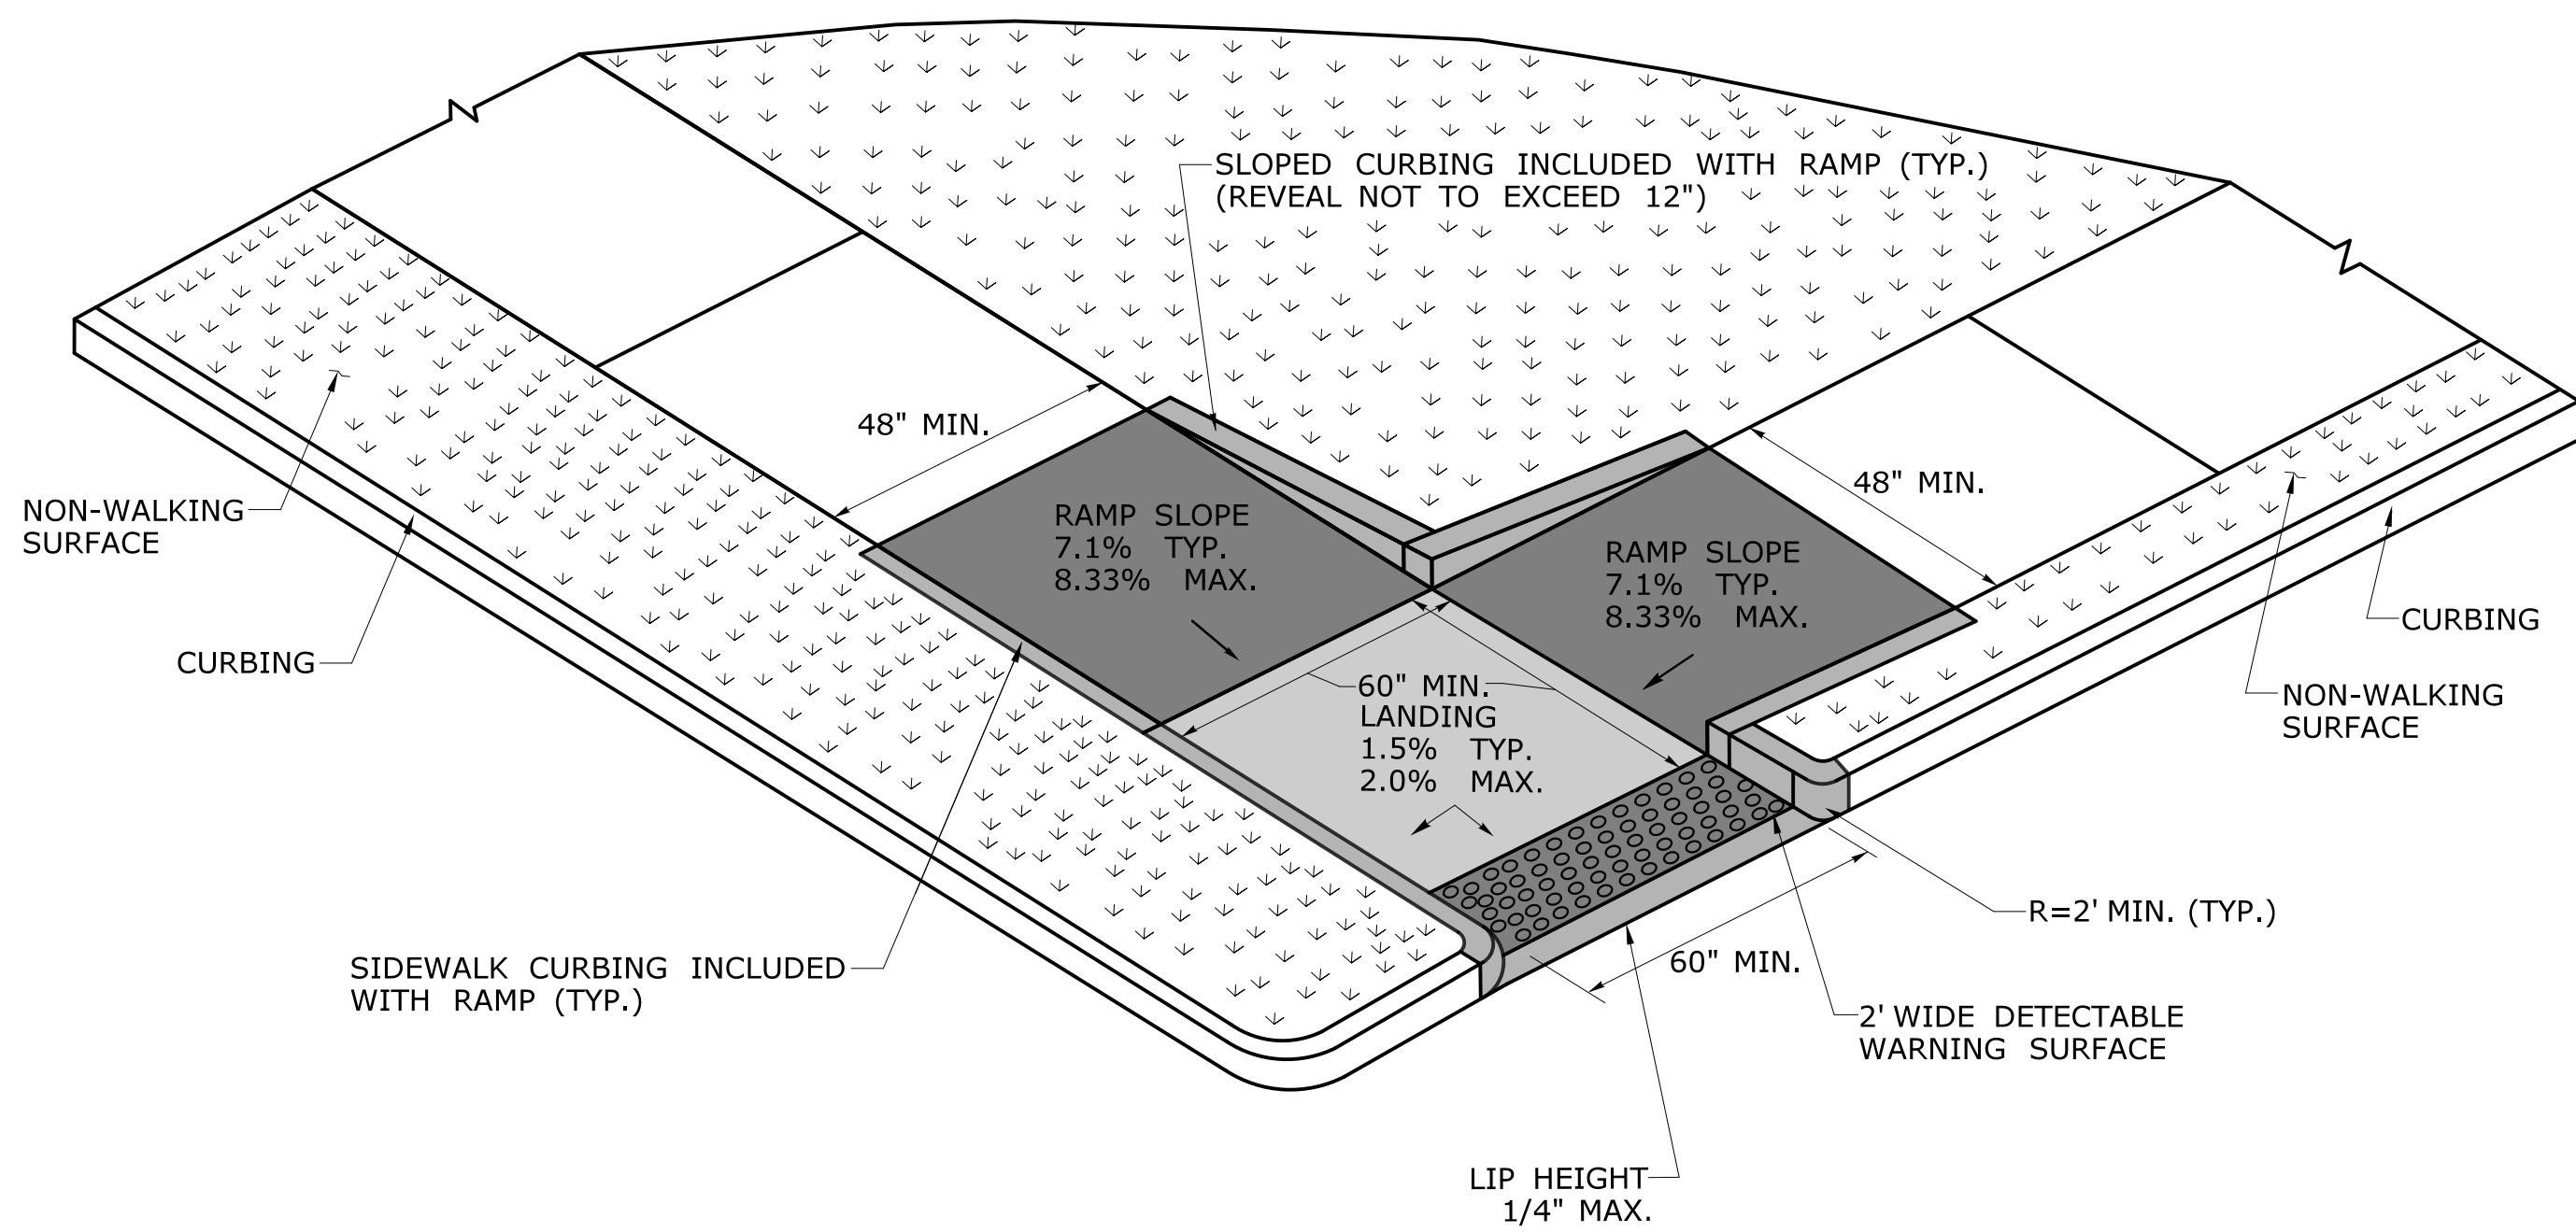 SLOPED CURBING INCLUDED WITH RAMP (TYP.)
(REVEAL NOT TO EXCEED 12")
48" MIN.
48" MIN.
NON-WALKING
SURFACE
RAMP SLOPE
7.1% TYP.
8.33% MAX.
RAMP SLOPE
7.1% TYP.
8.33% MAX.
CURBING
CURBING
60" MIN.
LANDING
1.5% TYP.
2.0% MAX.
NON-WALKING
SURFACE
R=2' MIN. (TYP.)
SIDEWALK CURBING INCLUDED
WITH RAMP (TYP.)
60" MIN.
2' WIDE DETECTABLE
WARNING SURFACE
LIP HEIGHT
1/4" MAX.